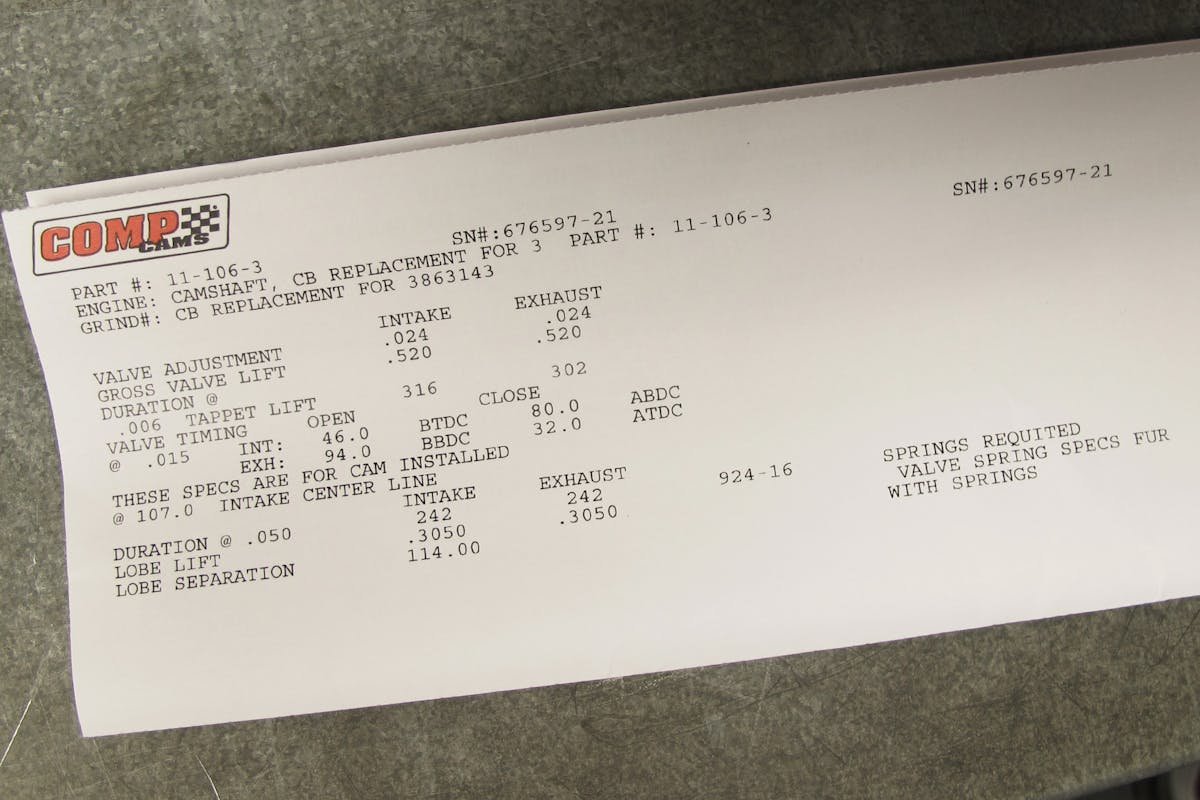 COMP CAMS
SN#:676597-21
SN#:676597-21
PART #: 11-106-3
ENGINE: CAMSHAFT, CB REPLACEMENT FOR 3 PART #: 11-106-3
GRIND#: CB REPLACEMENT FOR 3863143
INTAKE EXHAUST
VALVE ADJUSTMENT .024 .024
GROSS VALVE LIFT .520 .520
DURATION @
.006 TAPPET LIFT 316 302
VALVE TIMING OPEN CLOSE
@ .015 INT: 46.0 BTDC 80.0 ABDC
EXH: 94.0 BBDC 32.0 ATDC
THESE SPECS ARE FOR CAM INSTALLED
@ 107.0 INTAKE CENTER LINE
INTAKE EXHAUST
DURATION @ .050 242 242
LOBE LIFT .3050 .3050
LOBE SEPARATION 114.00
924-16
SPRINGS REQUITED
VALVE SPRING SPECS FUR
WITH SPRINGS